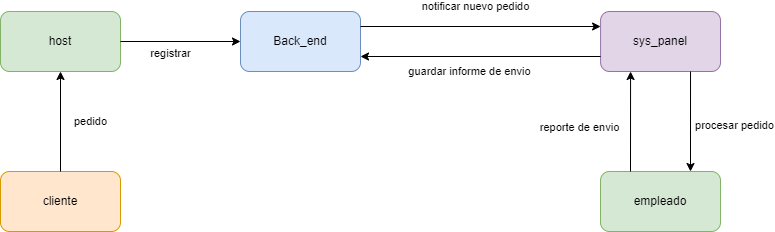 notificar nuevo pedido
host
registrar
Back_end
sys_panel
guardar informe de envio
pedido
reporte de envio
procesar pedido
cliente
empleado